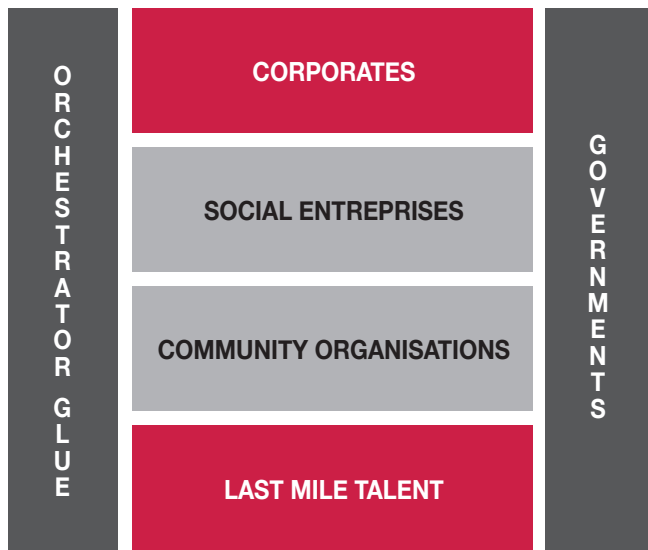 ORCHESTRATOR GLUE
CORPORATES
SOCIAL ENTREPRISES
COMMUNITY ORGANISATIONS
LAST MILE TALENT
GOVERNMENTS